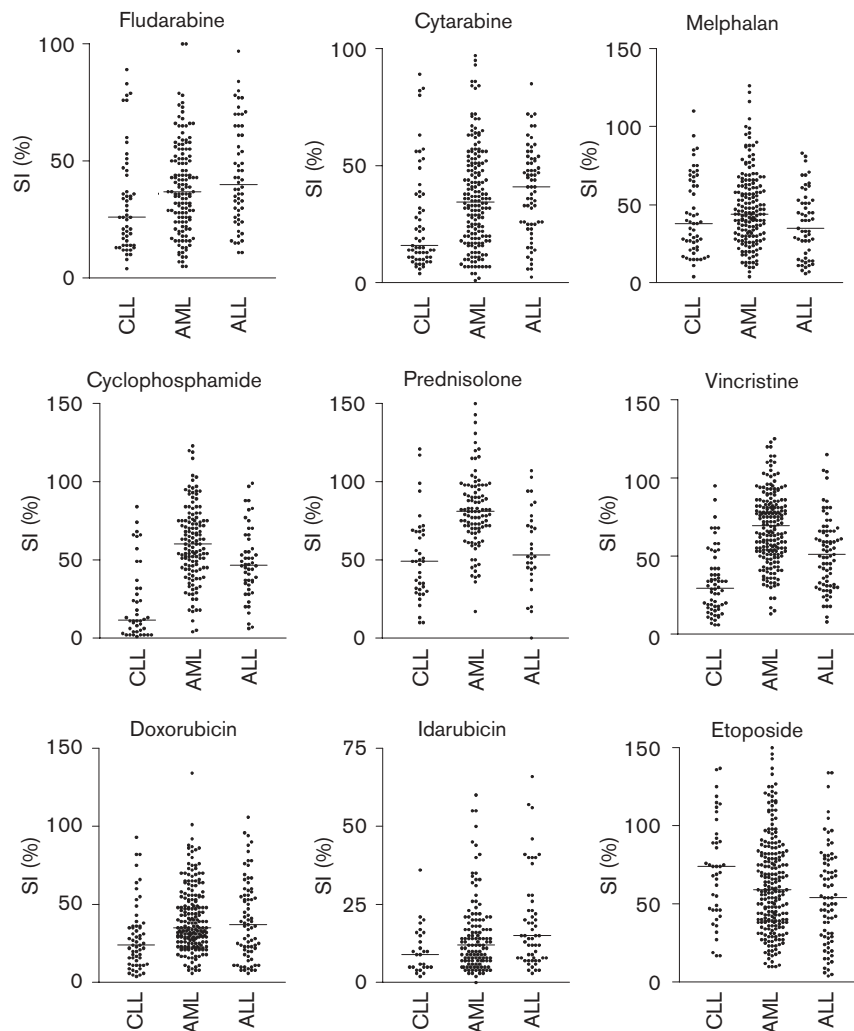 Fludarabine
100
50
0
SI (%)
CLL
AML
ALL
Cytarabine
100
50
0
SI (%)
CLL
AML
ALL
Melphalan
150
100
50
0
SI (%)
CLL
AML
ALL
Cyclophosphamide
150
100
50
0
SI (%)
CLL
AML
ALL
Prednisolone
150
100
50
0
SI (%)
CLL
AML
ALL
Vincristine
150
100
50
0
SI (%)
CLL
AML
ALL
Doxorubicin
150
100
50
0
SI (%)
CLL
AML
ALL
Idarubicin
75
50
25
0
SI (%)
CLL
AML
ALL
Etoposide
150
100
50
0
SI (%)
CLL
AML
ALL